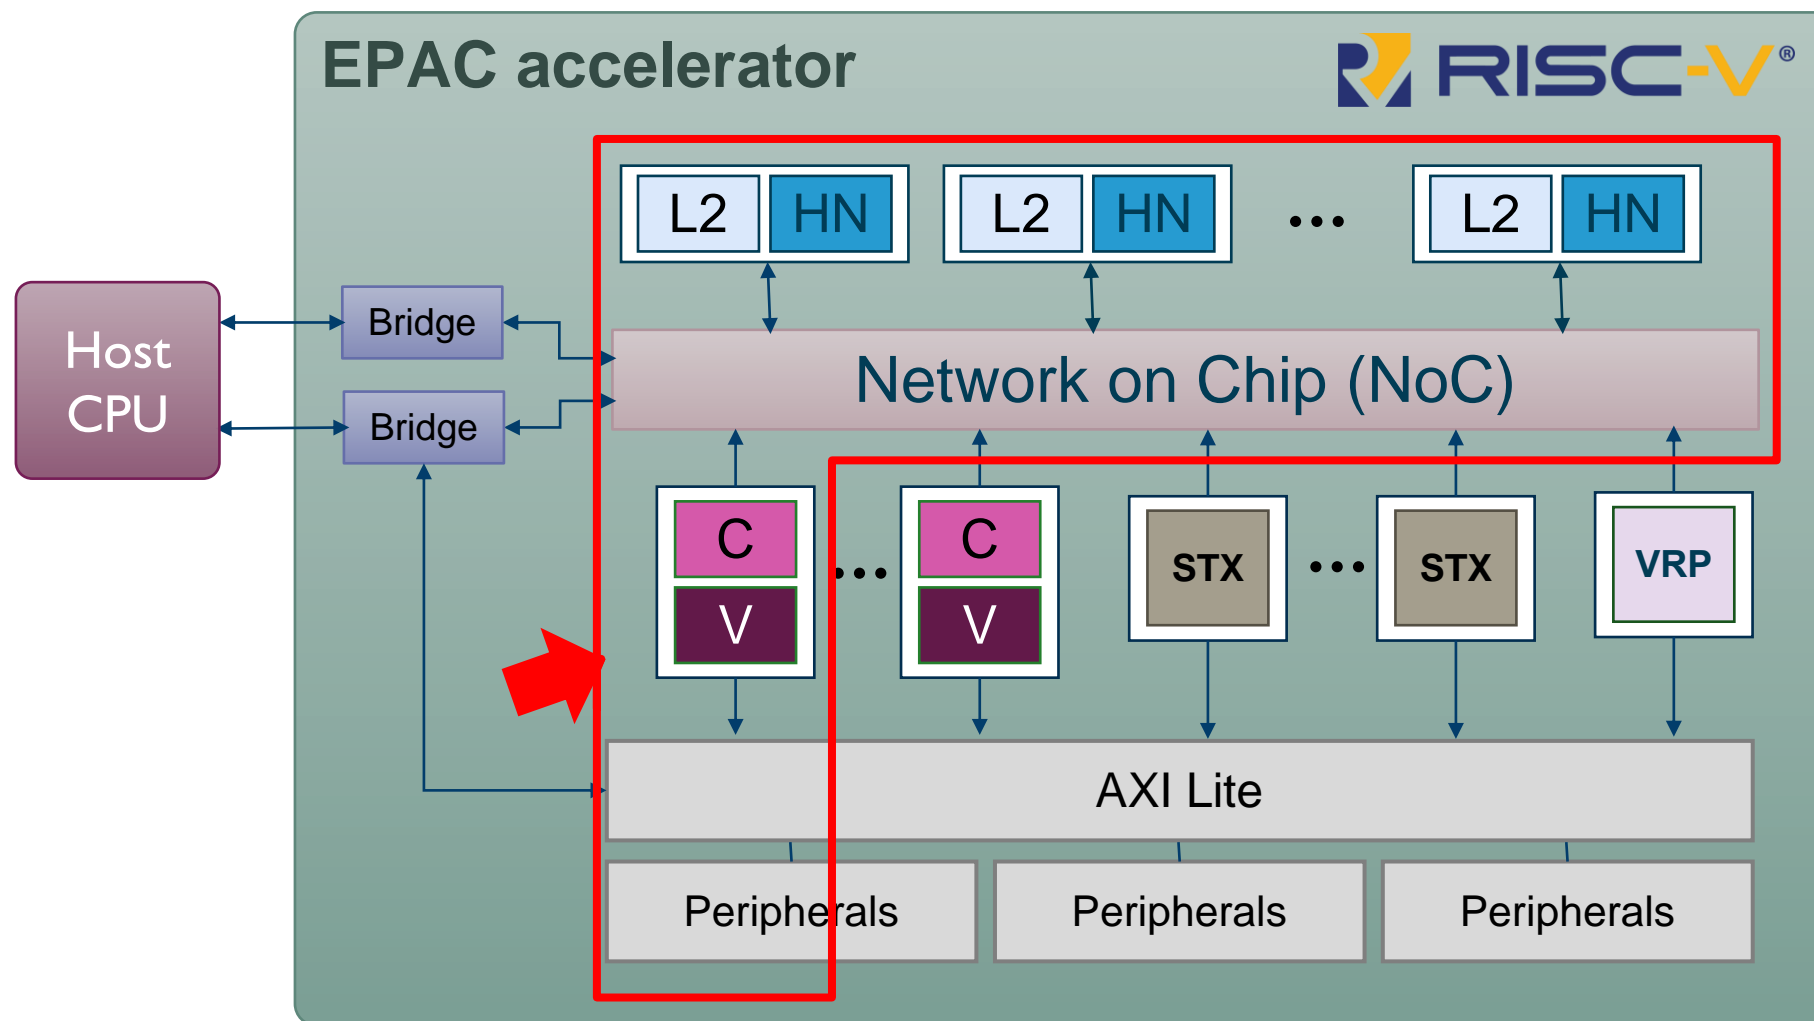 EPAC accelerator
RISC-V®
L2 HN L2 HN ... L2 HN
Host
CPU
Bridge
Bridge
Network on Chip (NoC)
C
V
...
C
V
STX
...
STX
VRP
AXI Lite
Peripherals
Peripherals
Peripherals